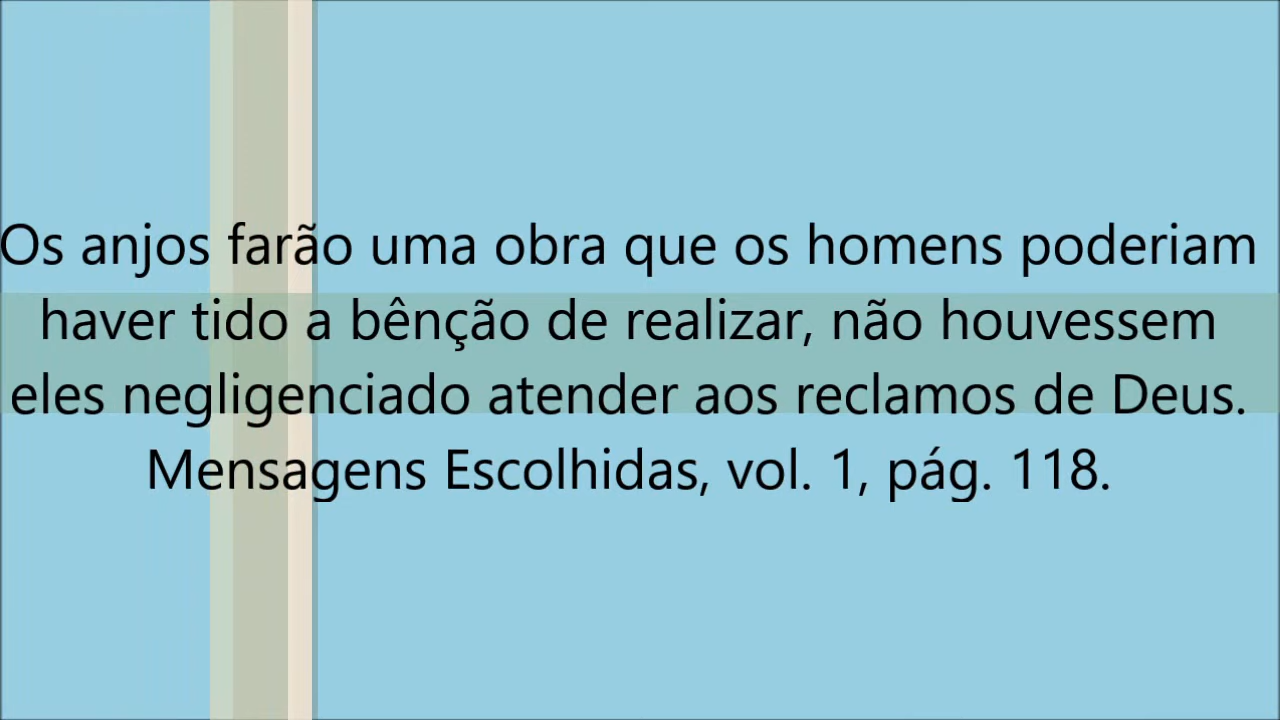 Os anjos farão uma obra que os homens poderiam
haver tido a bênção de realizar, não houvessem
eles negligenciado atender aos reclamos de Deus.
Mensagens Escolhidas, vol. 1, pág. 118.